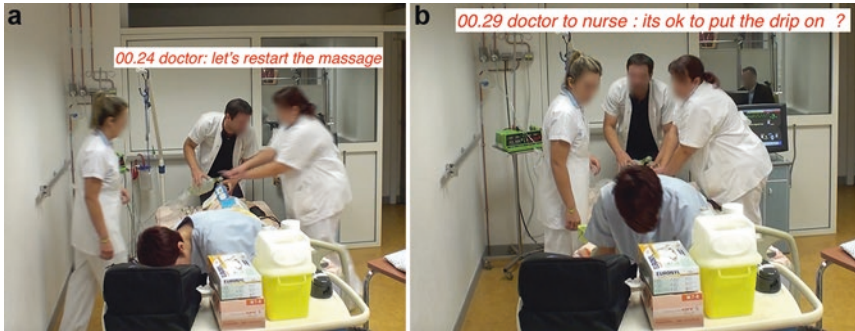 a
00.24 doctor: let's restart the massage
b
00.29 doctor to nurse : its ok to put the drip on ?